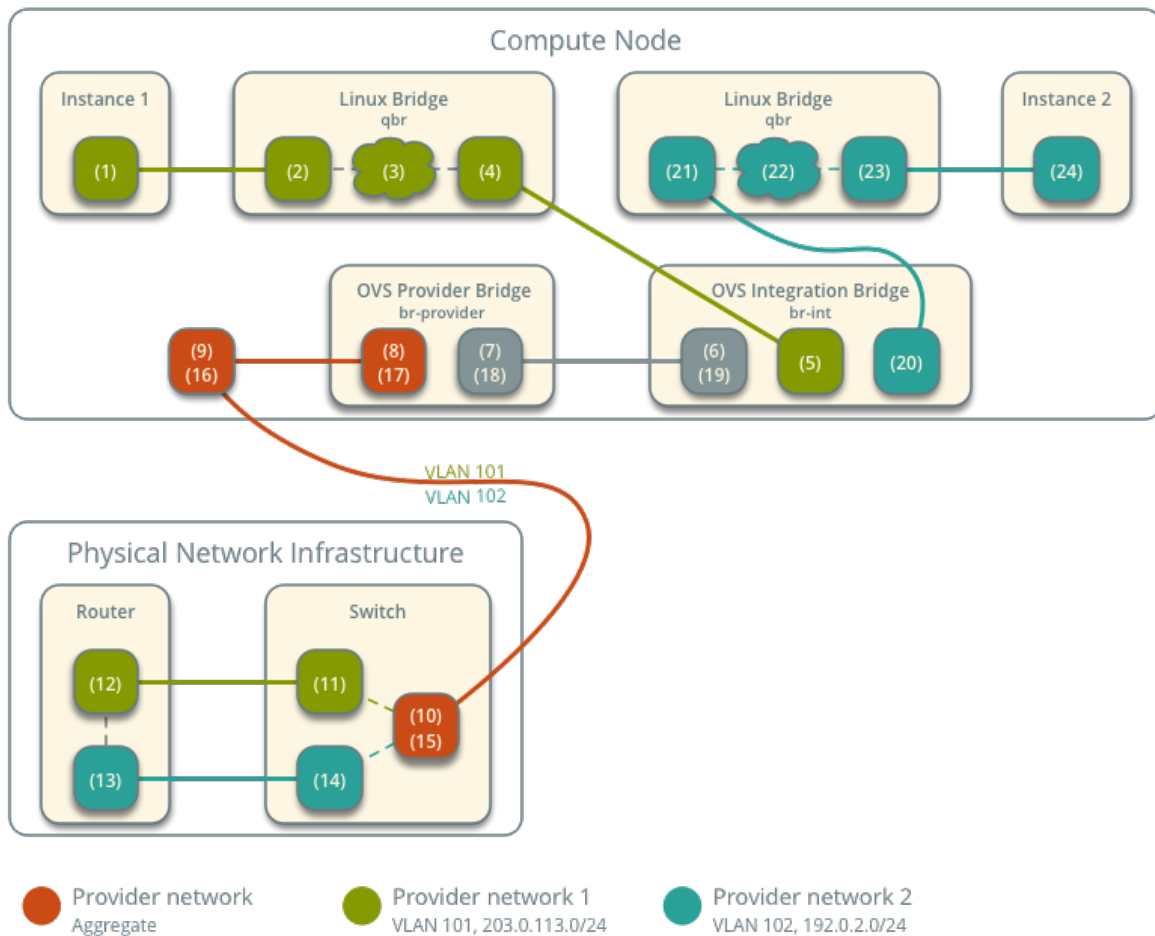 Compute Node
Instance 1
Linux Bridge
qbr
Linux Bridge
qbr
Instance 2
(1)
(2)
(3)
(4)
(21)
(22)
(23)
(24)
OVS Provider Bridge
br-provider
OVS Integration Bridge
br-int
(9)
(16)
(8)
(17)
(7)
(18)
(6)
(19)
(5)
(20)
VLAN 101
VLAN 102
Physical Network Infrastructure
Router
Switch
(12)
(11)
(10)
(15)
(13)
(14)
Provider network
Aggregate
Provider network 1
VLAN 101, 203.0.113.0/24
Provider network 2
VLAN 102, 192.0.2.0/24